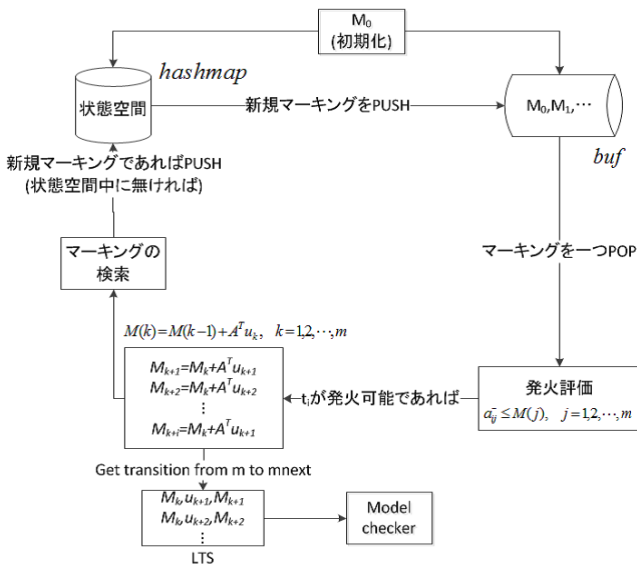 M₀
(初期化)
hashmap
状態空間
新規マーキングをPUSH
M₀,M₁,⋯
buf
新規マーキングであればPUSH
(状態空間中に無ければ)
マーキングの
検索
マーキングを一つPOP
M(k)=M(k−1)+Aᵀuₖ, k=1,2,⋯,m
Mₖ₊₁=Mₖ+Aᵀuₖ₊₁
Mₖ₊₂=Mₖ+Aᵀuₖ₊₂
⋮
Mₖ₊ᵢ=Mₖ+Aᵀuₖ₊₁
tᵢが発火可能であれば
発火評価
a⁻ᵢⱼ≤M(j), j=1,2,⋯,m
Get transition from m to mnext
Mₖ,uₖ₊₁,Mₖ₊₁
Mₖ,uₖ₊₂,Mₖ₊₂
⋮
LTS
Model
checker